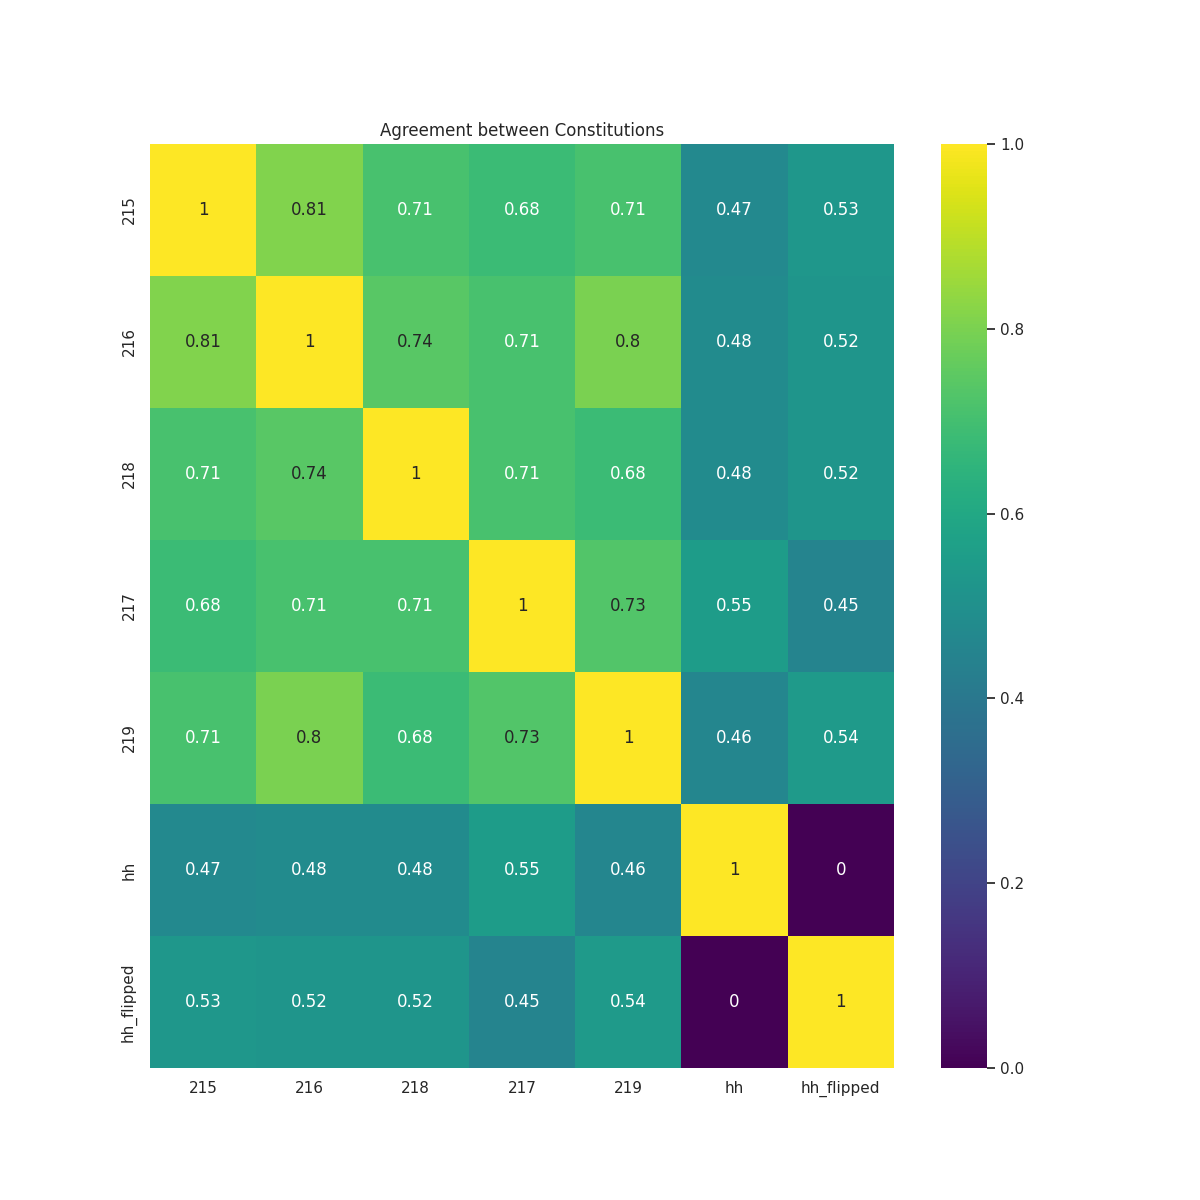 Agreement between Constitutions
215 1 0.81 0.71 0.68 0.71 0.47 0.53
216 0.81 1 0.74 0.71 0.8 0.48 0.52
218 0.71 0.74 1 0.71 0.68 0.48 0.52
217 0.68 0.71 0.71 1 0.73 0.55 0.45
219 0.71 0.8 0.68 0.73 1 0.46 0.54
hh 0.47 0.48 0.48 0.55 0.46 1 0
hh_flipped 0.53 0.52 0.52 0.45 0.54 0 1
215 216 218 217 219 hh hh_flipped
1.0
0.8
0.6
0.4
0.2
0.0